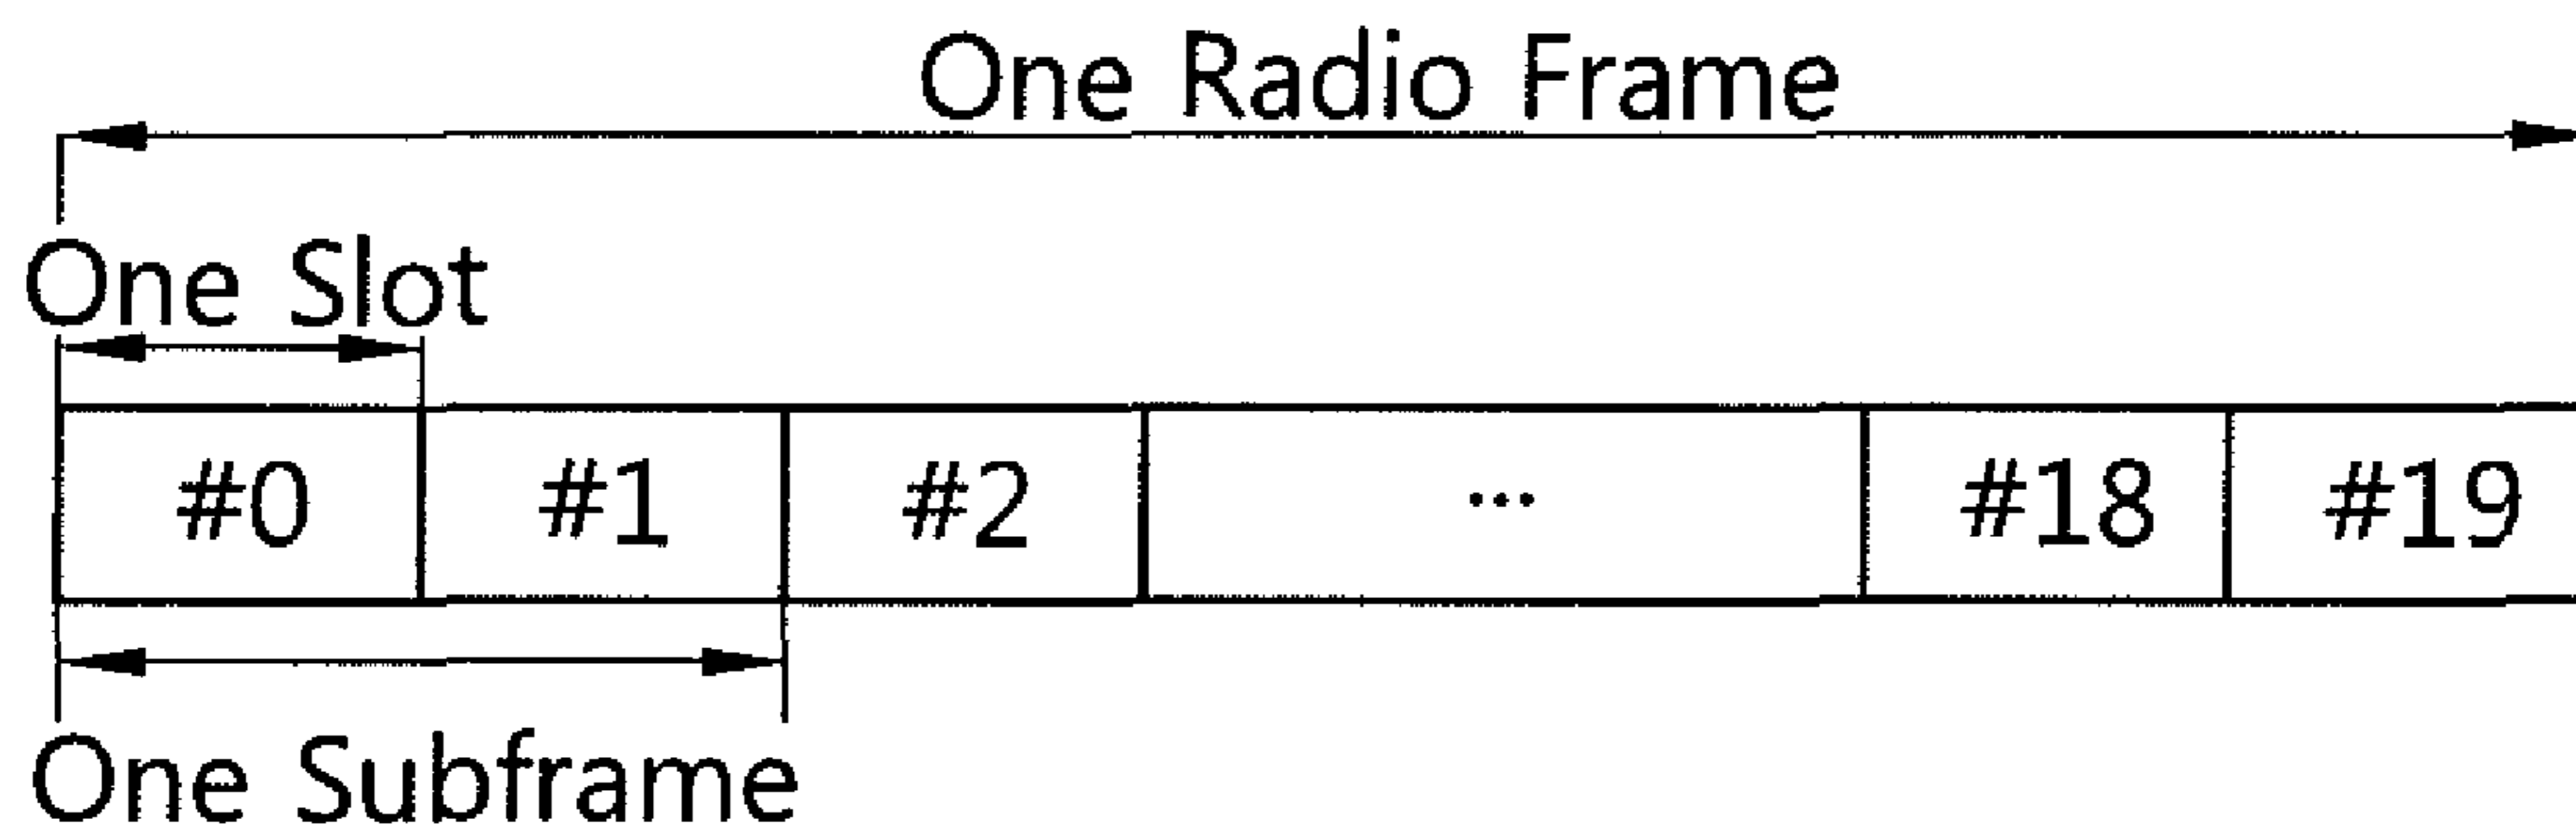 One Radio Frame
One Slot
#0 #1 #2 ... #18 #19
One Subframe